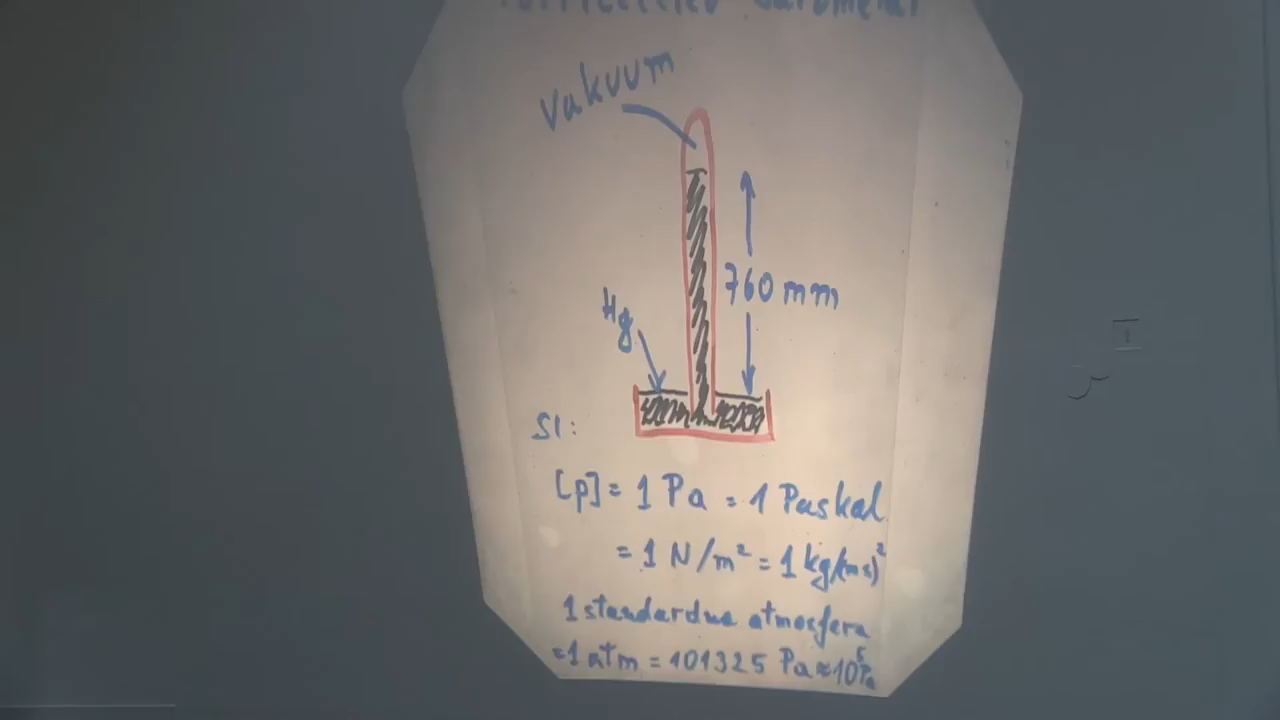 barometar
vakuum
760 mm
Hg
SI:
[p] = 1 Pa = 1 Paskal
= 1 N/m² = 1 kg/(ms)²
1 standardna atmosfera
= 1 atm = 101325 Pa ≈ 10⁵ Pa